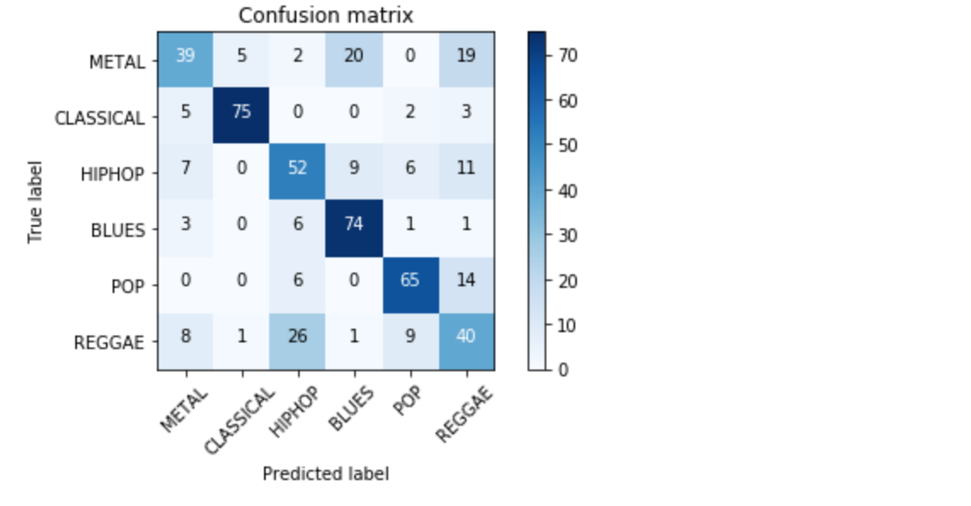 Confusion matrix
METAL 39 5 2 20 0 19
CLASSICAL 5 75 0 0 2 3
HIPHOP 7 0 52 9 6 11
BLUES 3 0 6 74 1 1
POP 0 0 6 0 65 14
REGGAE 8 1 26 1 9 40
True label
METAL CLASSICAL HIPHOP BLUES POP REGGAE
Predicted label
70
60
50
40
30
20
10
0